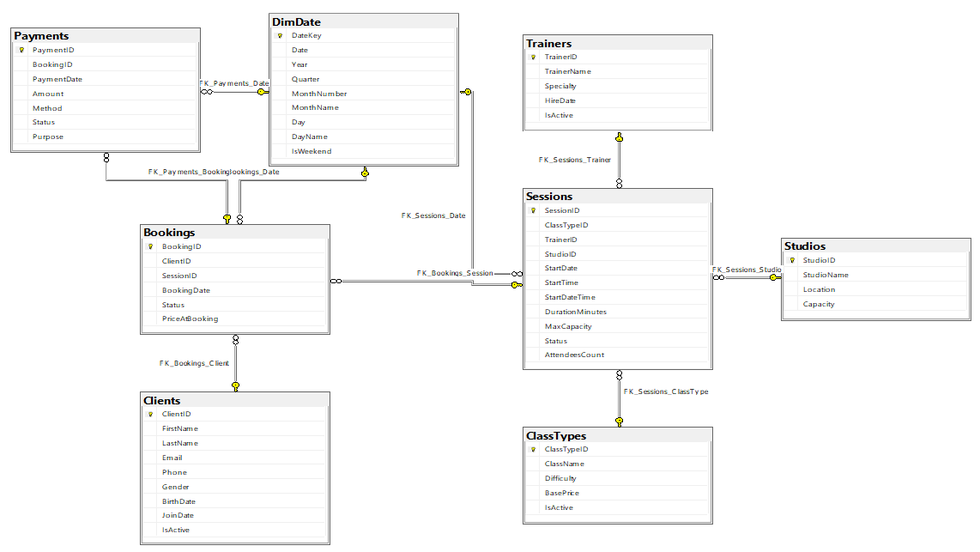 Payments
PaymentID
BookingID
PaymentDate
Amount
Method
Status
Purpose
FK_Payments_Date
DimDate
DateKey
Date
Year
Quarter
MonthNumber
MonthName
Day
DayName
IsWeekend
Trainers
TrainerID
TrainerName
Specialty
HireDate
IsActive
FK_Sessions_Trainer
FK_Payments_Bookinglookings_Date
FK_Sessions_Date
Bookings
BookingID
ClientID
SessionID
BookingDate
Status
PriceAtBooking
FK_Bookings_Session
Sessions
SessionID
ClassTypeID
TrainerID
StudioID
StartDate
StartTime
StartDateTime
DurationMinutes
MaxCapacity
Status
AttendeesCount
FK_Sessions_Studio
Studios
StudioID
StudioName
Location
Capacity
FK_Bookings_Client
Clients
ClientID
FirstName
LastName
Email
Phone
Gender
BirthDate
JoinDate
IsActive
FK_Sessions_ClassType
ClassTypes
ClassTypeID
ClassName
Difficulty
BasePrice
IsActive